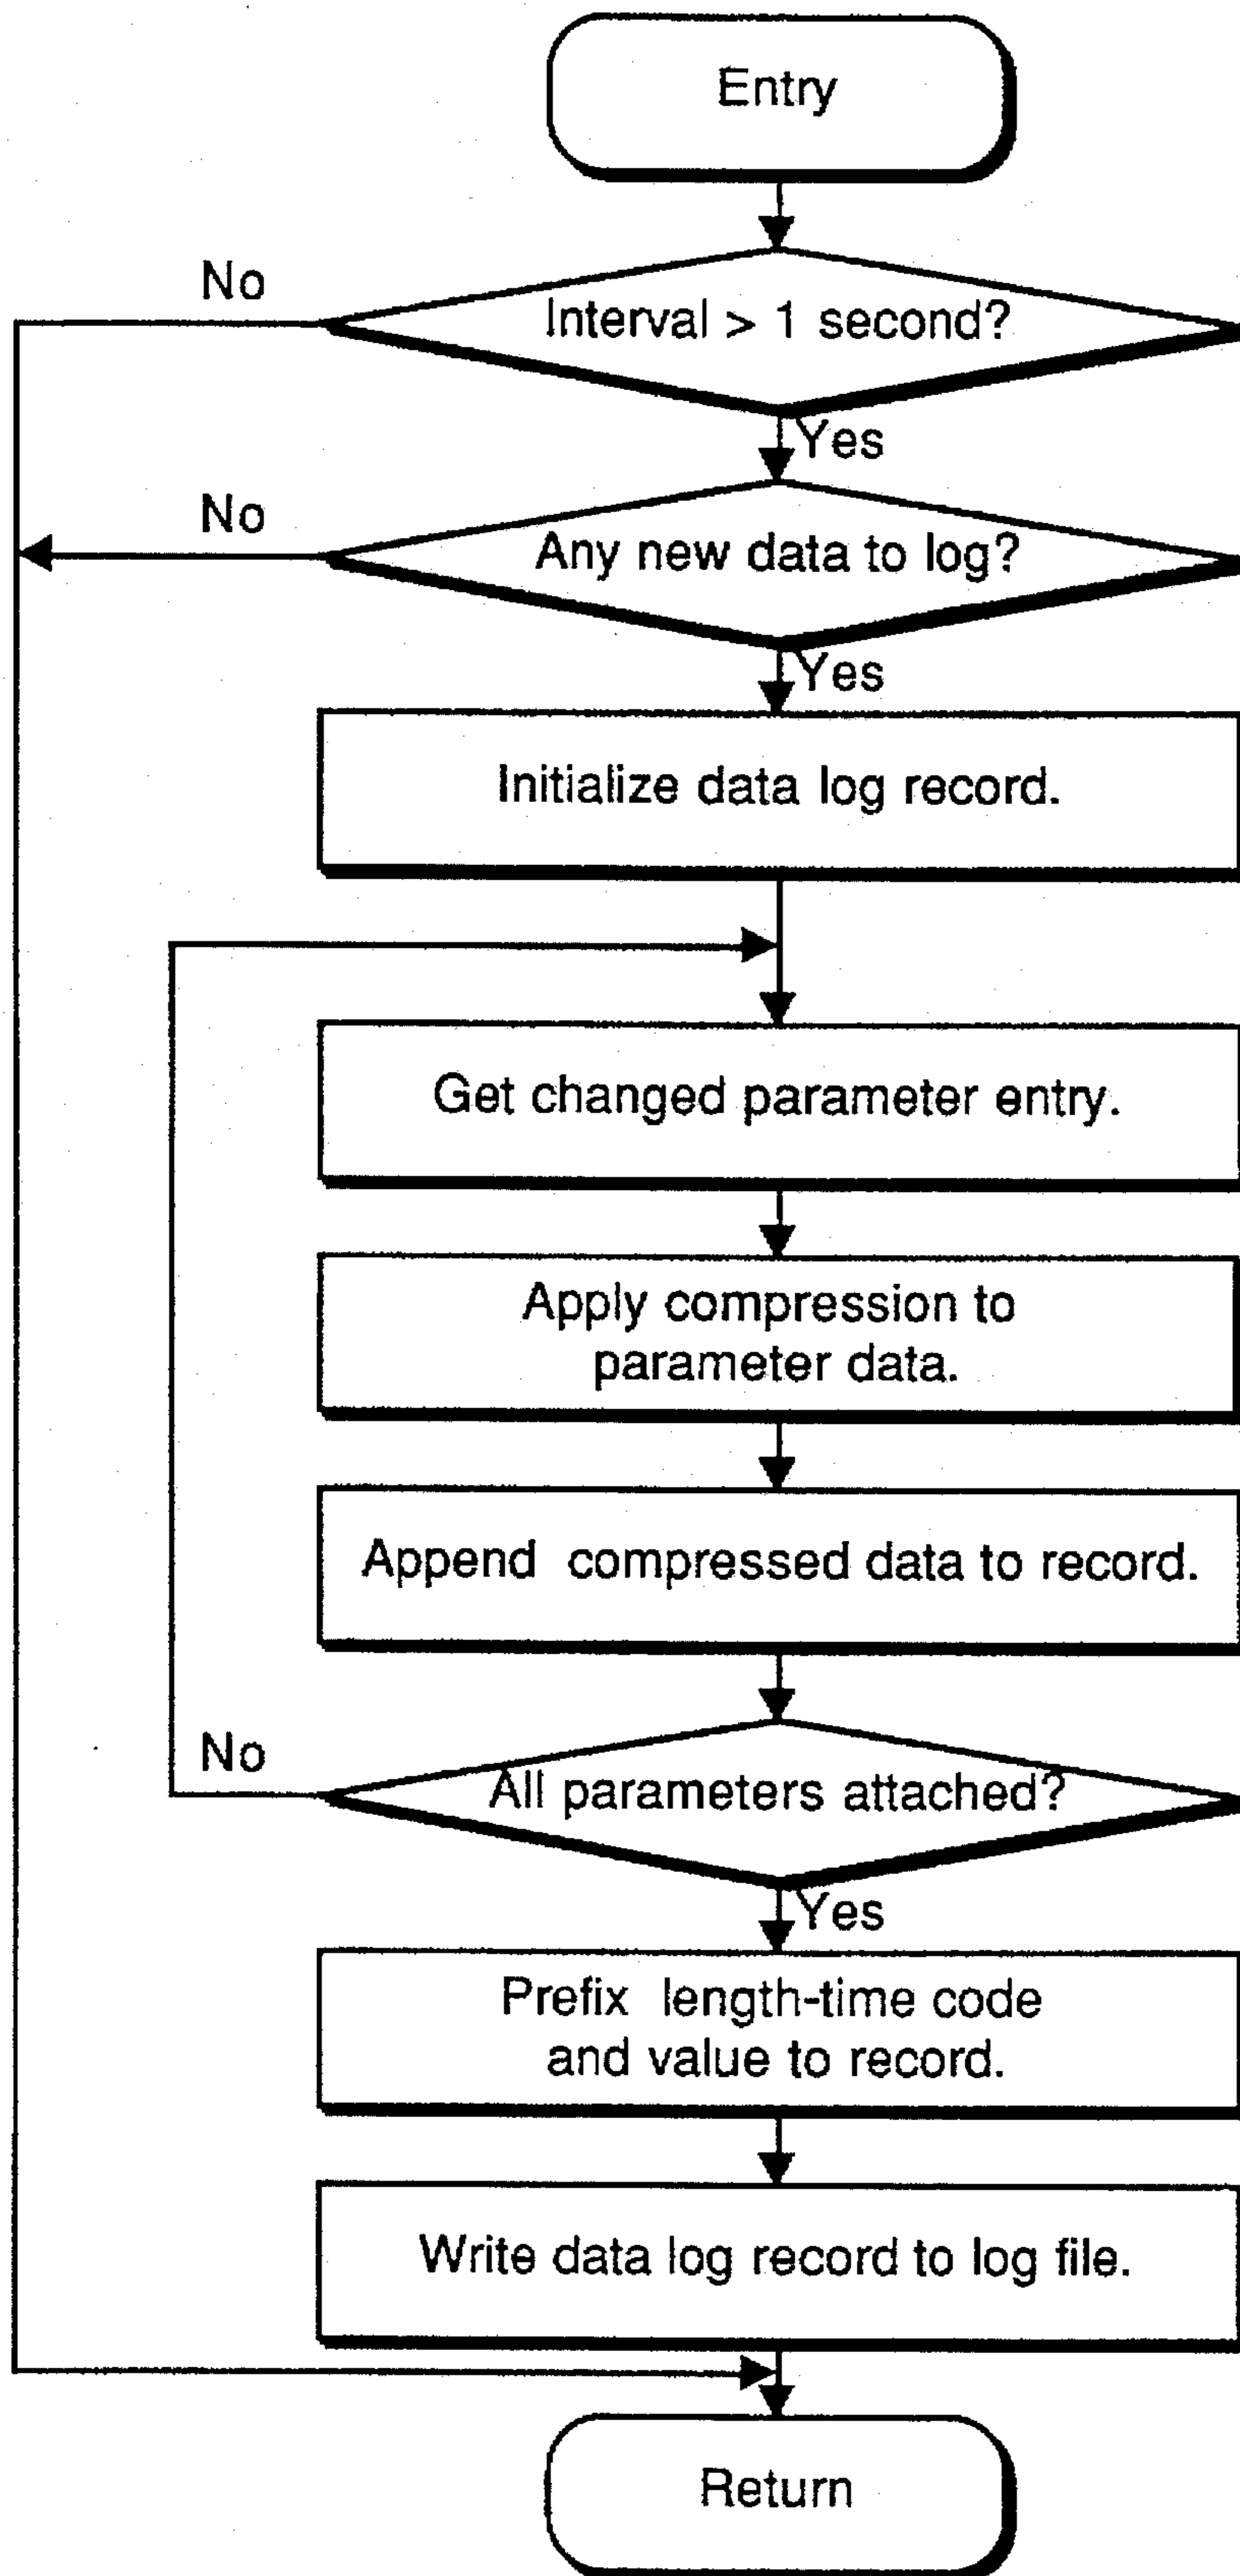 Entry
No
Interval > 1 second?
Yes
No
Any new data to log?
Yes
Initialize data log record.
Get changed parameter entry.
Apply compression to
parameter data.
Append compressed data to record.
No
All parameters attached?
Yes
Prefix length-time code
and value to record.
Write data log record to log file.
Return